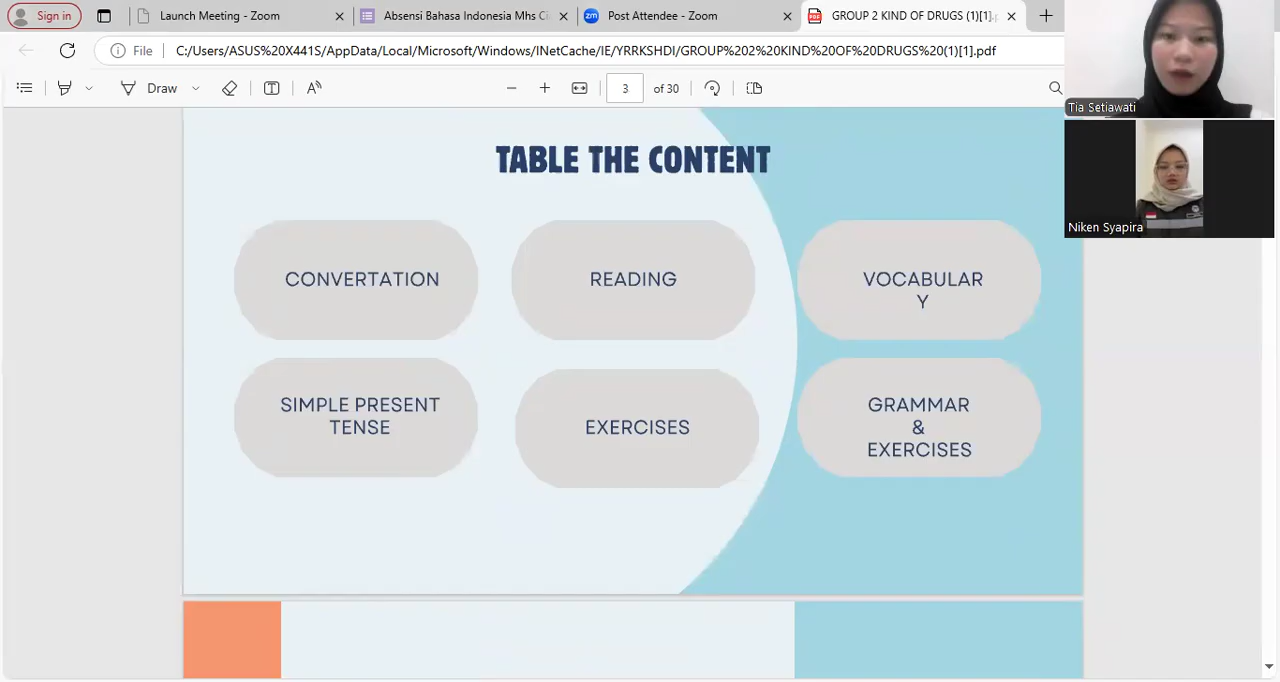 Sign in
Launch Meeting - Zoom
Absensi Bahasa Indonesia Mhs Ci
Post Attendee - Zoom
GROUP 2 KIND OF DRUGS (1)[1].p
File
C:/Users/ASUS%20X441S/AppData/Local/Microsoft/Windows/INetCache/IE/YRRKSHDI/GROUP%202%20KIND%20OF%20DRUGS%20(1)[1].pdf
Draw
3 of 30
Tia Setiawati
Niken Syapira
TABLE THE CONTENT
CONVERTATION
READING
VOCABULAR
Y
SIMPLE PRESENT
TENSE
EXERCISES
GRAMMAR
&
EXERCISES